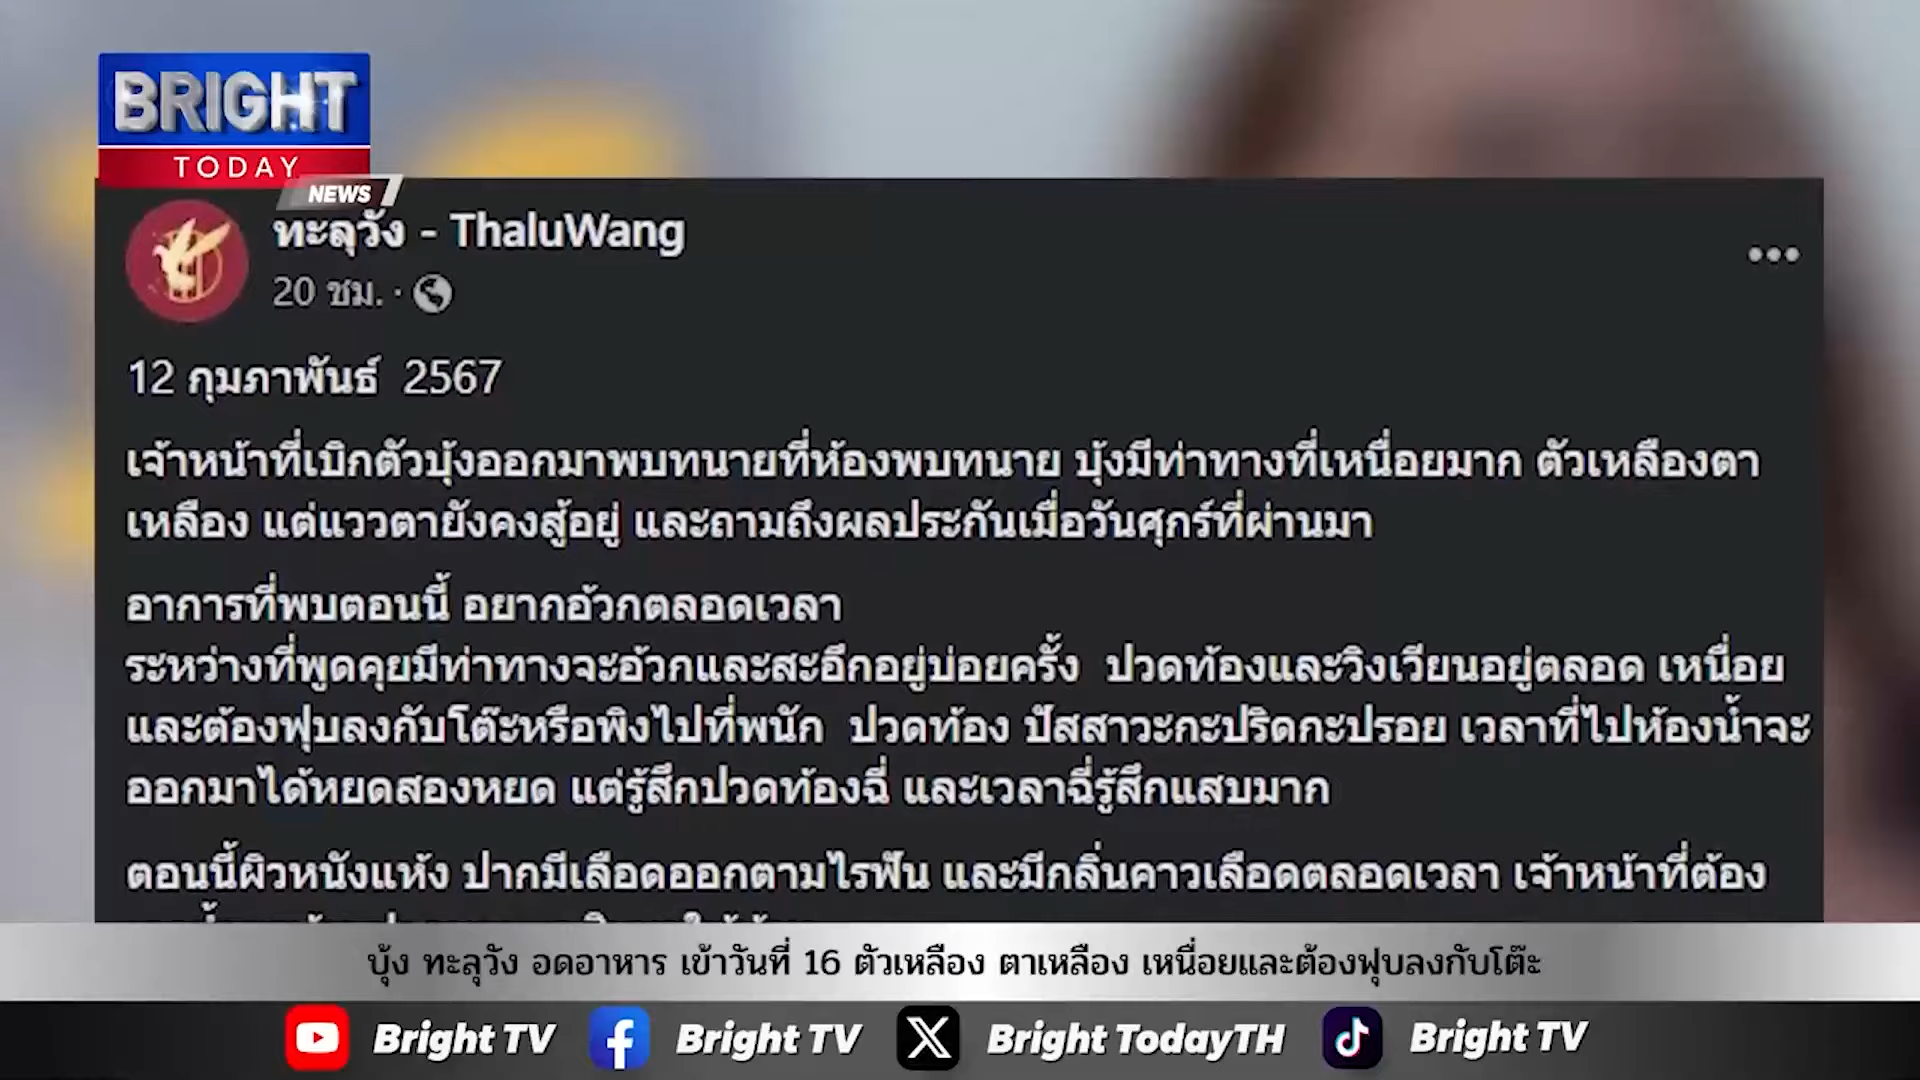 BRIGHT
TODAY
NEWS
ทะลุวัง - ThaluWang
20 ชม. ·
12 กุมภาพันธ์ 2567
เจ้าหน้าที่เบิกตัวบุ้งออกมาพบทนายที่ห้องพบทนาย บุ้งมีท่าทางที่เหนื่อยมาก ตัวเหลืองตา
เหลือง แต่แววตายังคงสู้อยู่ และถามถึงผลประกันเมื่อวันศุกร์ที่ผ่านมา
อาการที่พบตอนนี้ อยากอ้วกตลอดเวลา
ระหว่างที่พูดคุยมีท่าทางจะอ้วกและสะอึกอยู่บ่อยครั้ง ปวดท้องและวิงเวียนอยู่ตลอด เหนื่อย
และต้องฟุบลงกับโต๊ะหรือพิงไปที่พนัก ปวดท้อง ปัสสาวะกะปริดกะปรอย เวลาที่ไปห้องน้ำจะ
ออกมาได้หยดสองหยด แต่รู้สึกปวดท้องฉี่ และเวลาฉี่รู้สึกแสบมาก
ตอนนี้ผิวหนังแห้ง ปากมีเลือดออกตามไรฟัน และมีกลิ่นคาวเลือดตลอดเวลา เจ้าหน้าที่ต้อง
บุ้ง ทะลุวัง อดอาหาร เข้าวันที่ 16 ตัวเหลือง ตาเหลือง เหนื่อยและต้องฟุบลงกับโต๊ะ
Bright TV Bright TV Bright TodayTH Bright TV